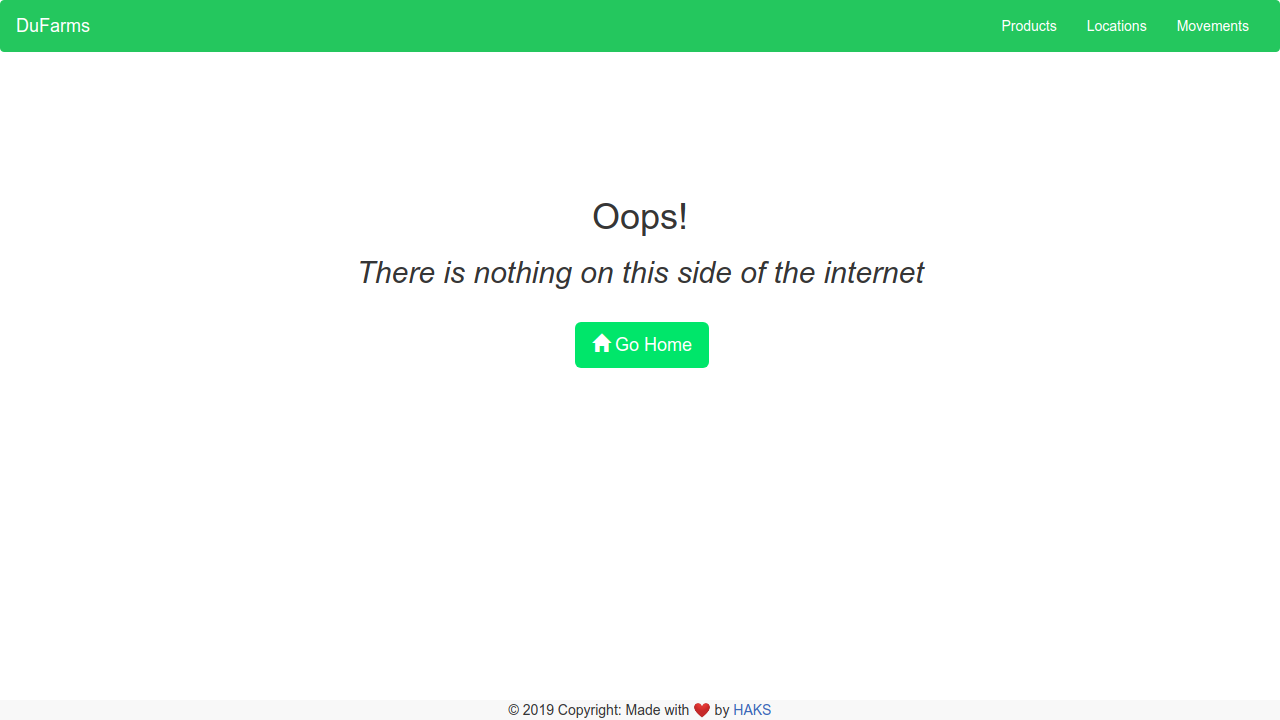 DuFarms Products Locations Movements
Oops!
There is nothing on this side of the internet
Go Home
© 2019 Copyright: Made with ❤️ by HAKS